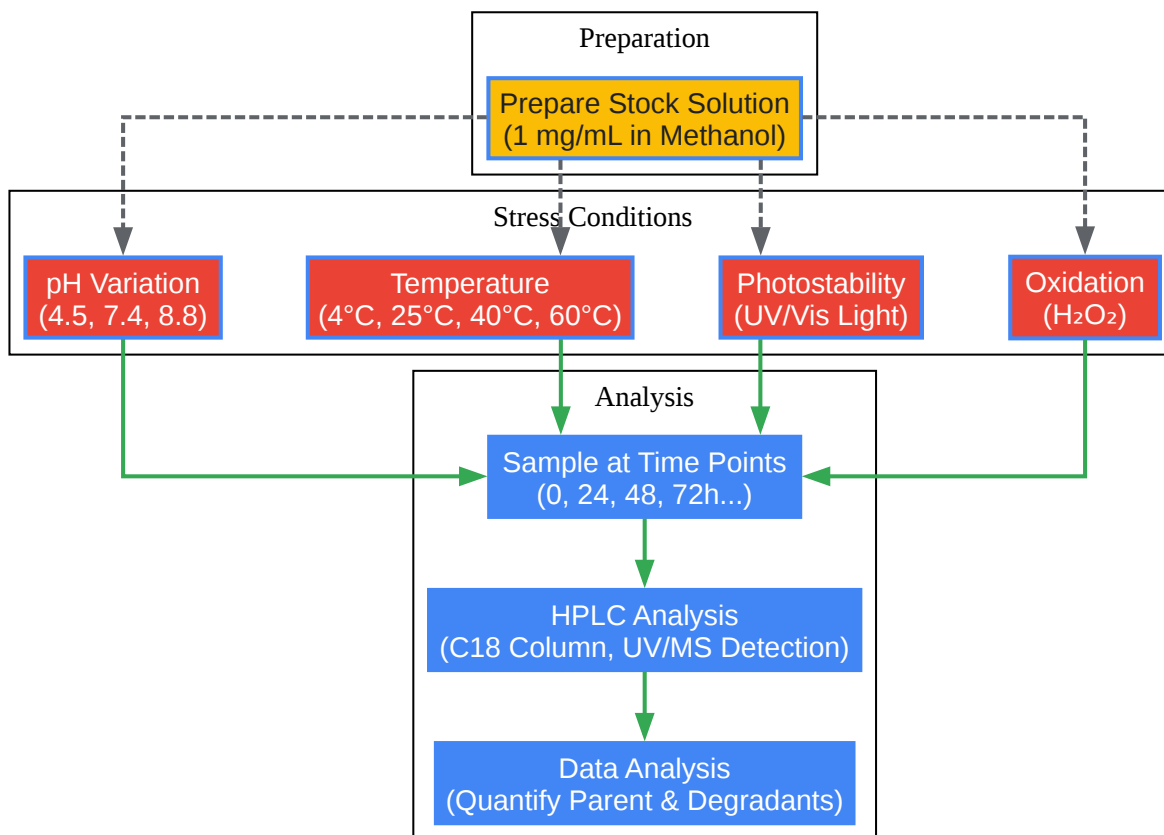 Preparation
Prepare Stock Solution
(1 mg/mL in Methanol)
Stress Conditions
pH Variation
(4.5, 7.4, 8.8)
Temperature
(4°C, 25°C, 40°C, 60°C)
Photostability
(UV/Vis Light)
Oxidation
(H₂O₂)
Analysis
Sample at Time Points
(0, 24, 48, 72h...)
HPLC Analysis
(C18 Column, UV/MS Detection)
Data Analysis
(Quantify Parent & Degradants)